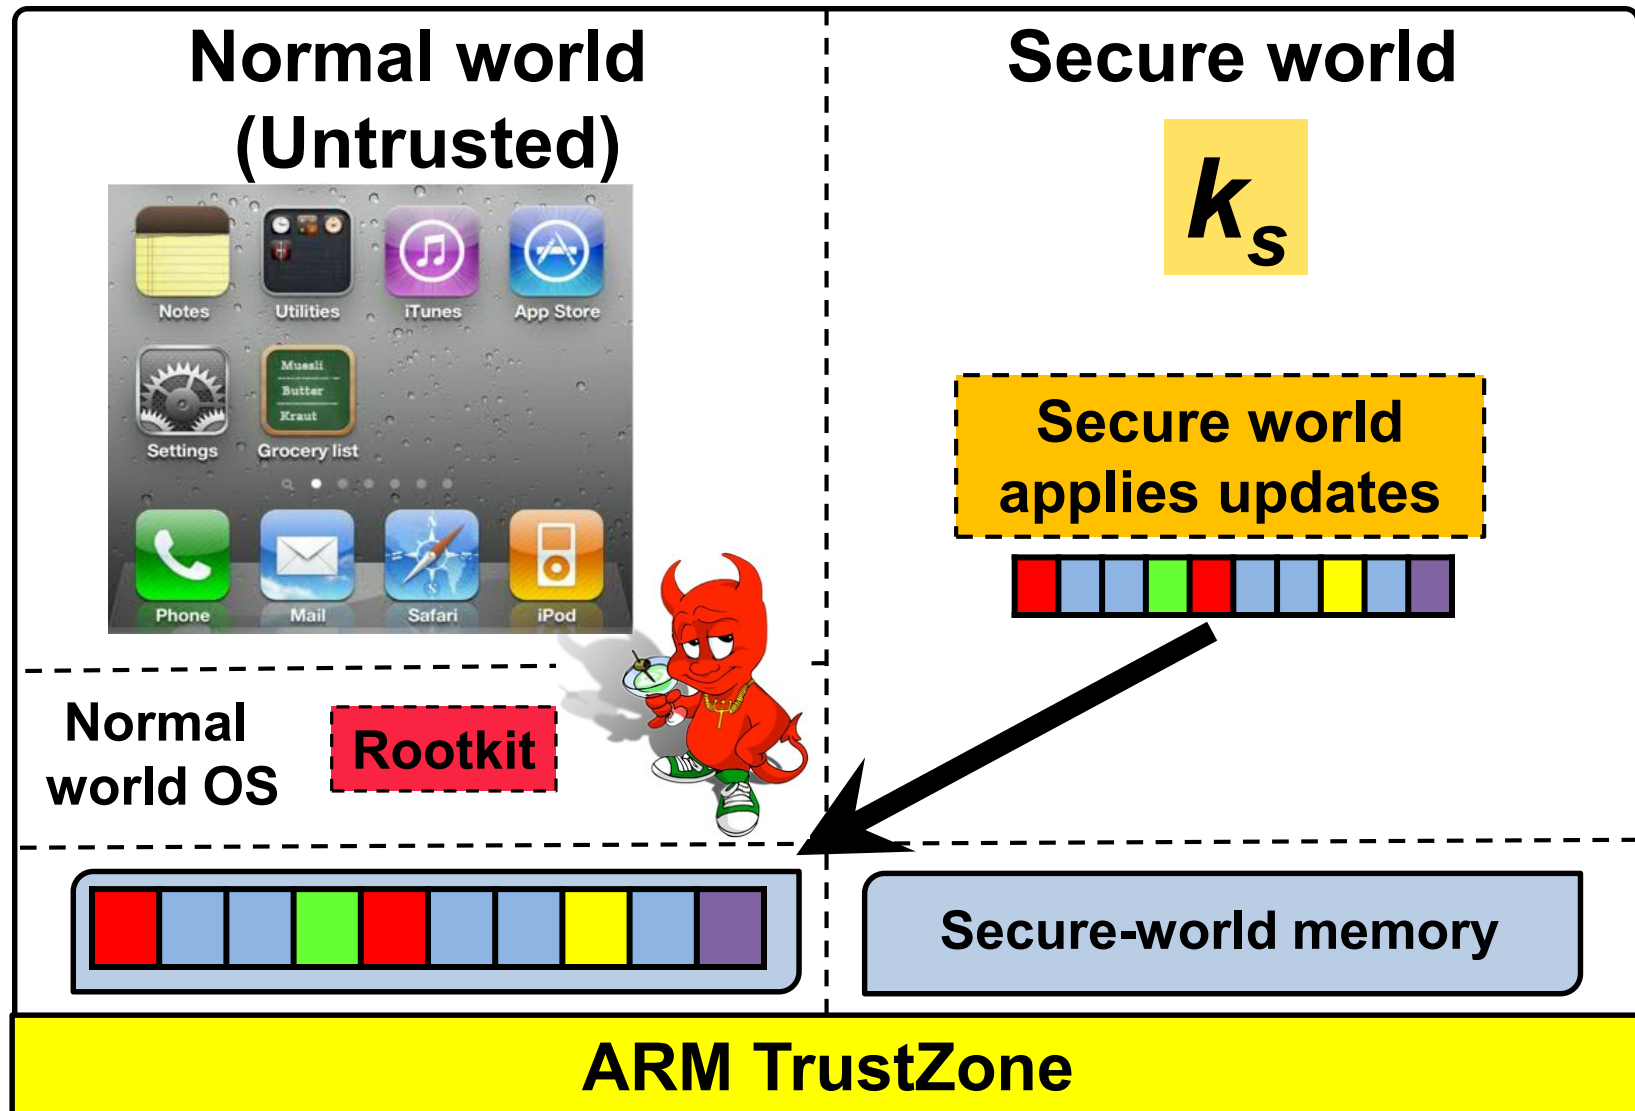 Normal world
(Untrusted)
Secure world
k_s
Notes
Utilities
iTunes
App Store
Muesli
Butter
Kraut
Settings
Grocery list
Phone
Mail
Safari
iPod
Secure world
applies updates
Normal
world OS
Rootkit
Secure-world memory
ARM TrustZone